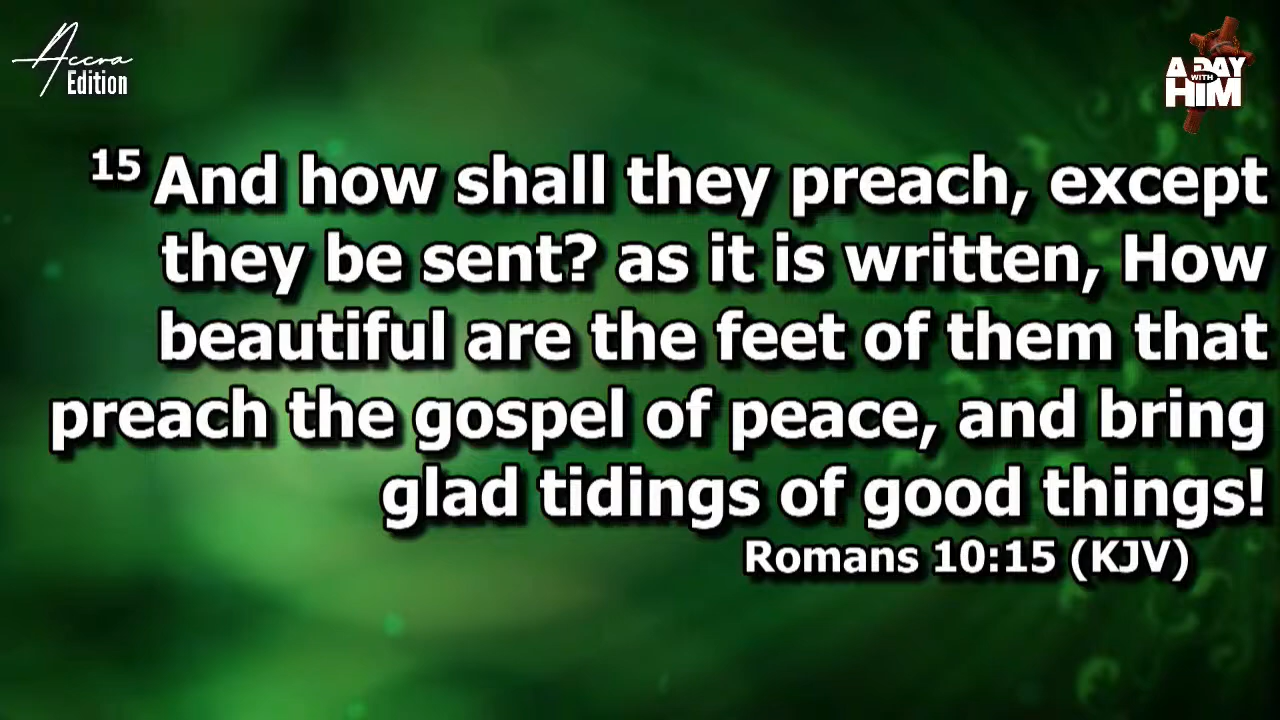 Accra
Edition
A DAY
WITH
HIM
15 And how shall they preach, except
they be sent? as it is written, How
beautiful are the feet of them that
preach the gospel of peace, and bring
glad tidings of good things!
Romans 10:15 (KJV)